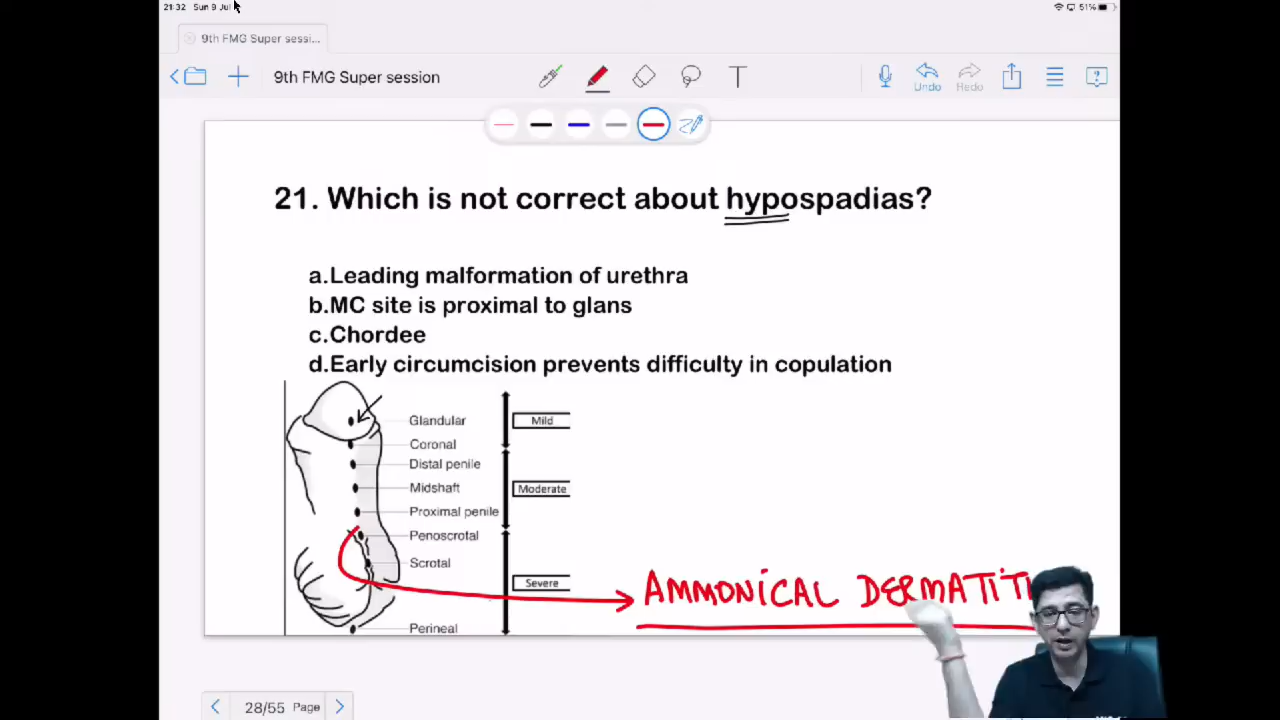 21:32 Sun 9 Jul
51%
9th FMG Super sessi...
9th FMG Super session
T
Undo
Redo
21. Which is not correct about hypospadias?
a.Leading malformation of urethra
b.MC site is proximal to glans
c.Chordee
d.Early circumcision prevents difficulty in copulation
Glandular
Mild
Coronal
Distal penile
Midshaft
Moderate
Proximal penile
Penoscrotal
Scrotal
Severe
AMMONICAL DERMATITI
Perineal
28/55 Page